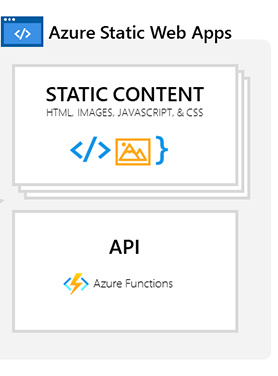 Azure Static Web Apps
STATIC CONTENT
HTML, IMAGES, JAVASCRIPT, & CSS
</> }
API
Azure Functions